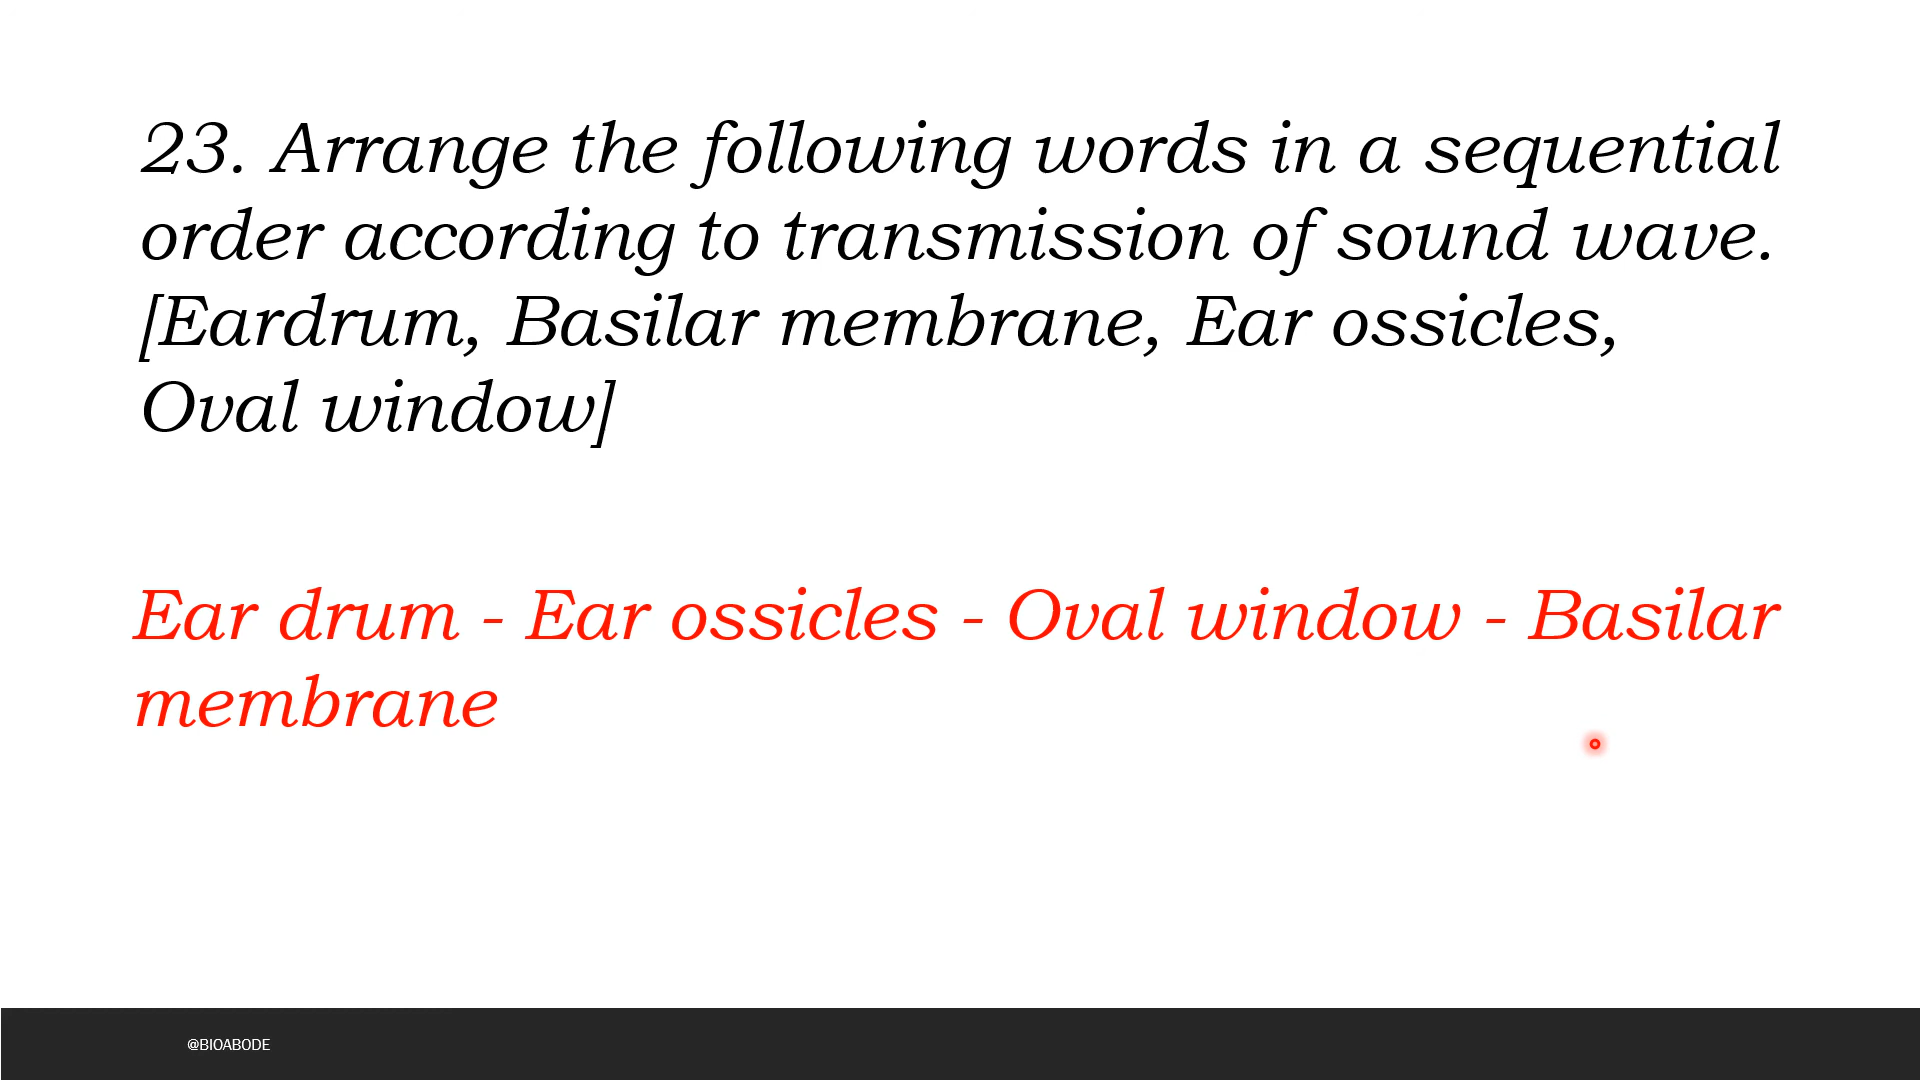 23. Arrange the following words in a sequential
order according to transmission of sound wave.
[Eardrum, Basilar membrane, Ear ossicles,
Oval window]
Ear drum - Ear ossicles - Oval window - Basilar
membrane
@BIOABODE